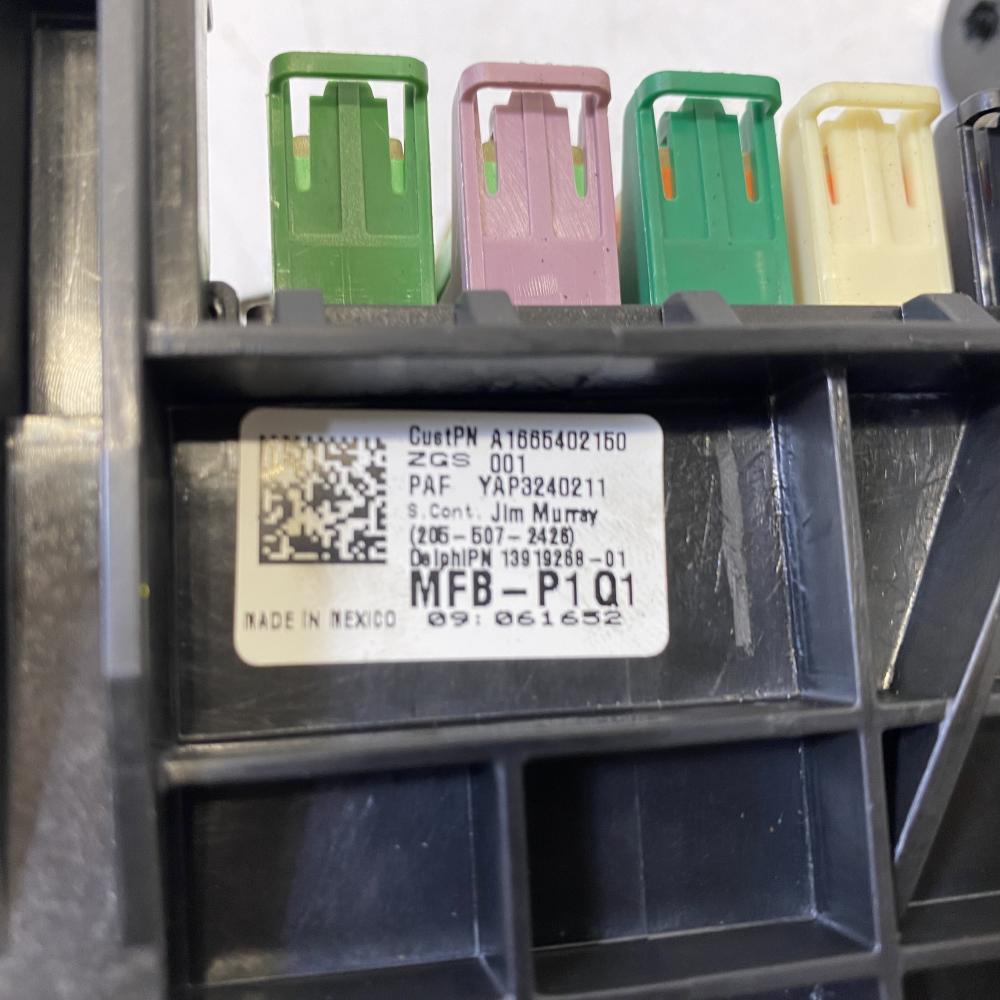 CustPN A1665402150
ZGS 001
PAF YAP3240211
S.Cont. Jim Murray
(205-507-2426)
DelphiPN 13919268-01
MFB-P1Q1
MADE IN MEXICO 09:061652